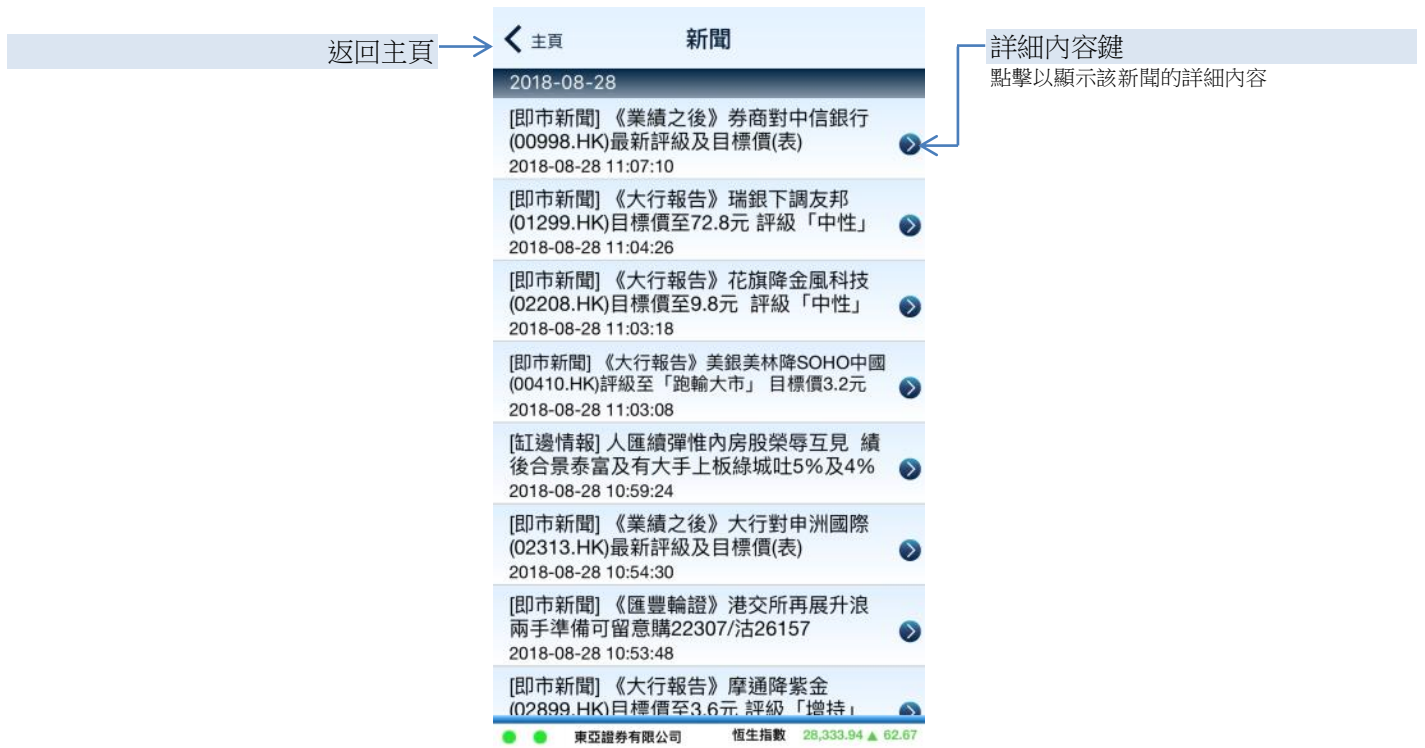 返回主頁
主頁
新聞
詳細內容鍵
點擊以顯示該新聞的詳細內容
2018-08-28
[即市新聞] 《業績之後》券商對中信銀行
(00998.HK)最新評級及目標價(表)
2018-08-28 11:07:10
[即市新聞] 《大行報告》瑞銀下調友邦
(01299.HK)目標價至72.8元 評級「中性」
2018-08-28 11:04:26
[即市新聞] 《大行報告》花旗降金風科技
(02208.HK)目標價至9.8元 評級「中性」
2018-08-28 11:03:18
[即市新聞] 《大行報告》美銀美林降SOHO中國
(00410.HK)評級至「跑輸大市」 目標價3.2元
2018-08-28 11:03:08
[缸邊情報] 人匯續彈惟內房股榮辱互見 績
後合景泰富及有大手上板綠城吐5%及4%
2018-08-28 10:59:24
[即市新聞] 《業績之後》大行對申洲國際
(02313.HK)最新評級及目標價(表)
2018-08-28 10:54:30
[即市新聞] 《匯豐輪證》港交所再展升浪
兩手準備可留意購22307/沽26157
2018-08-28 10:53:48
[即市新聞] 《大行報告》摩通降紫金
(02899.HK)目標價至3.6元 評級「增持」
東亞證券有限公司 恆生指數 28,333.94 ▲ 62.67